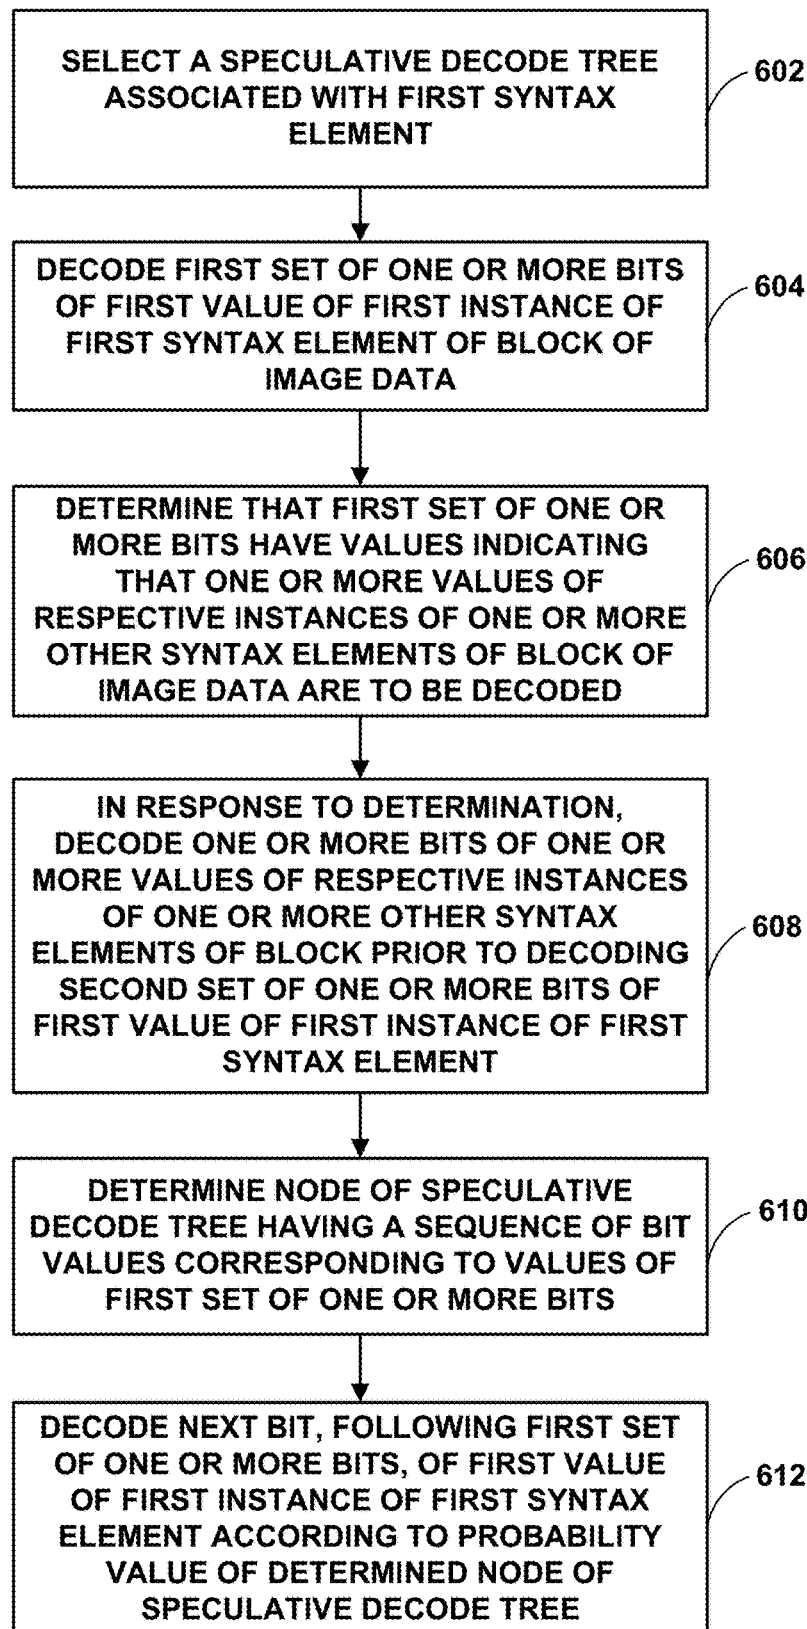 SELECT A SPECULATIVE DECODE TREE
ASSOCIATED WITH FIRST SYNTAX
ELEMENT
602
DECODE FIRST SET OF ONE OR MORE BITS
OF FIRST VALUE OF FIRST INSTANCE OF
FIRST SYNTAX ELEMENT OF BLOCK OF
IMAGE DATA
604
DETERMINE THAT FIRST SET OF ONE OR
MORE BITS HAVE VALUES INDICATING
THAT ONE OR MORE VALUES OF
RESPECTIVE INSTANCES OF ONE OR MORE
OTHER SYNTAX ELEMENTS OF BLOCK OF
IMAGE DATA ARE TO BE DECODED
606
IN RESPONSE TO DETERMINATION,
DECODE ONE OR MORE BITS OF ONE OR
MORE VALUES OF RESPECTIVE INSTANCES
OF ONE OR MORE OTHER SYNTAX
ELEMENTS OF BLOCK PRIOR TO DECODING
SECOND SET OF ONE OR MORE BITS OF
FIRST VALUE OF FIRST INSTANCE OF FIRST
SYNTAX ELEMENT
608
DETERMINE NODE OF SPECULATIVE
DECODE TREE HAVING A SEQUENCE OF BIT
VALUES CORRESPONDING TO VALUES OF
FIRST SET OF ONE OR MORE BITS
610
DECODE NEXT BIT, FOLLOWING FIRST SET
OF ONE OR MORE BITS, OF FIRST VALUE
OF FIRST INSTANCE OF FIRST SYNTAX
ELEMENT ACCORDING TO PROBABILITY
VALUE OF DETERMINED NODE OF
SPECULATIVE DECODE TREE
612